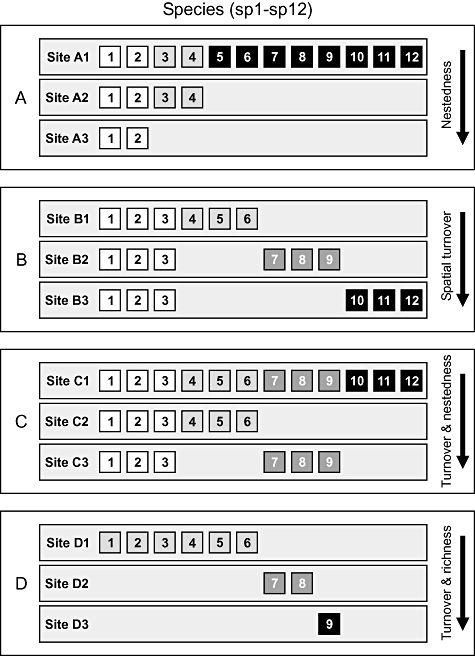 Species (sp1-sp12)
A
Site A1 1 2 3 4 5 6 7 8 9 10 11 12
Site A2 1 2 3 4
Site A3 1 2
Nestedness
B
Site B1 1 2 3 4 5 6
Site B2 1 2 3 7 8 9
Site B3 1 2 3 10 11 12
Spatial turnover
C
Site C1 1 2 3 4 5 6 7 8 9 10 11 12
Site C2 1 2 3 4 5 6
Site C3 1 2 3 7 8 9
Turnover & nestedness
D
Site D1 1 2 3 4 5 6
Site D2 7 8
Site D3 9
Turnover & richness